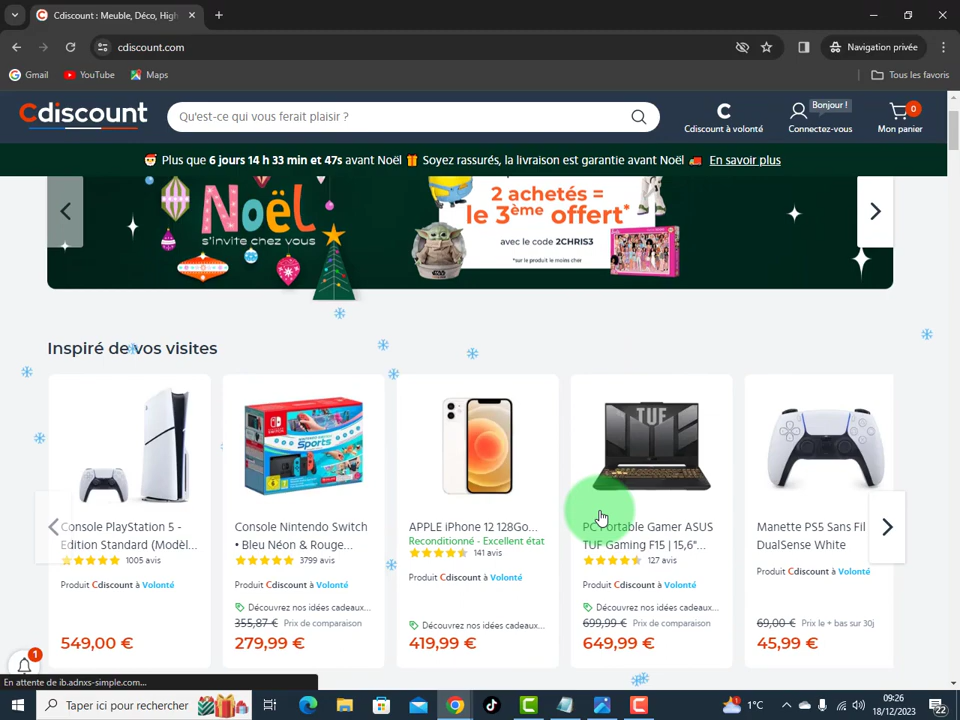 Cdiscount : Meuble, Déco, High
cdiscount.com
Navigation privée
Gmail
YouTube
Maps
Tous les favoris
Cdiscount
Qu'est-ce qui vous ferait plaisir ?
C
Cdiscount à volonté
Bonjour !
Connectez-vous
0
Mon panier
Plus que 6 jours 14 h 33 min et 47s avant Noël
Soyez rassurés, la livraison est garantie avant Noël
En savoir plus
Noël
s'invite chez vous
2 achetés =
le 3ème offert*
avec le code 2CHRIS3
*sur le produit le moins cher
STAR WARS
Inspiré de vos visites
Console PlayStation 5 -
Edition Standard (Modèl...
1005 avis
Produit Cdiscount à Volonté
549,00 €
Console Nintendo Switch
• Bleu Néon & Rouge...
3799 avis
Produit Cdiscount à Volonté
Découvrez nos idées cadeaux...
355,87 € Prix de comparaison
279,99 €
APPLE iPhone 12 128Go...
Reconditionné - Excellent état
141 avis
Produit Cdiscount à Volonté
Découvrez nos idées cadeaux...
419,99 €
TUF
PC Portable Gamer ASUS
TUF Gaming F15 | 15,6"...
127 avis
Produit Cdiscount à Volonté
Découvrez nos idées cadeaux...
699,99 € Prix de comparaison
649,99 €
Manette PS5 Sans Fil
DualSense White
Produit Cdiscount à Volonté
69,00 € Prix le + bas sur 30j
45,99 €
1
En attente de ib.adnxs-simple.com...
Taper ici pour rechercher
1°C
09:26
18/12/2023
22